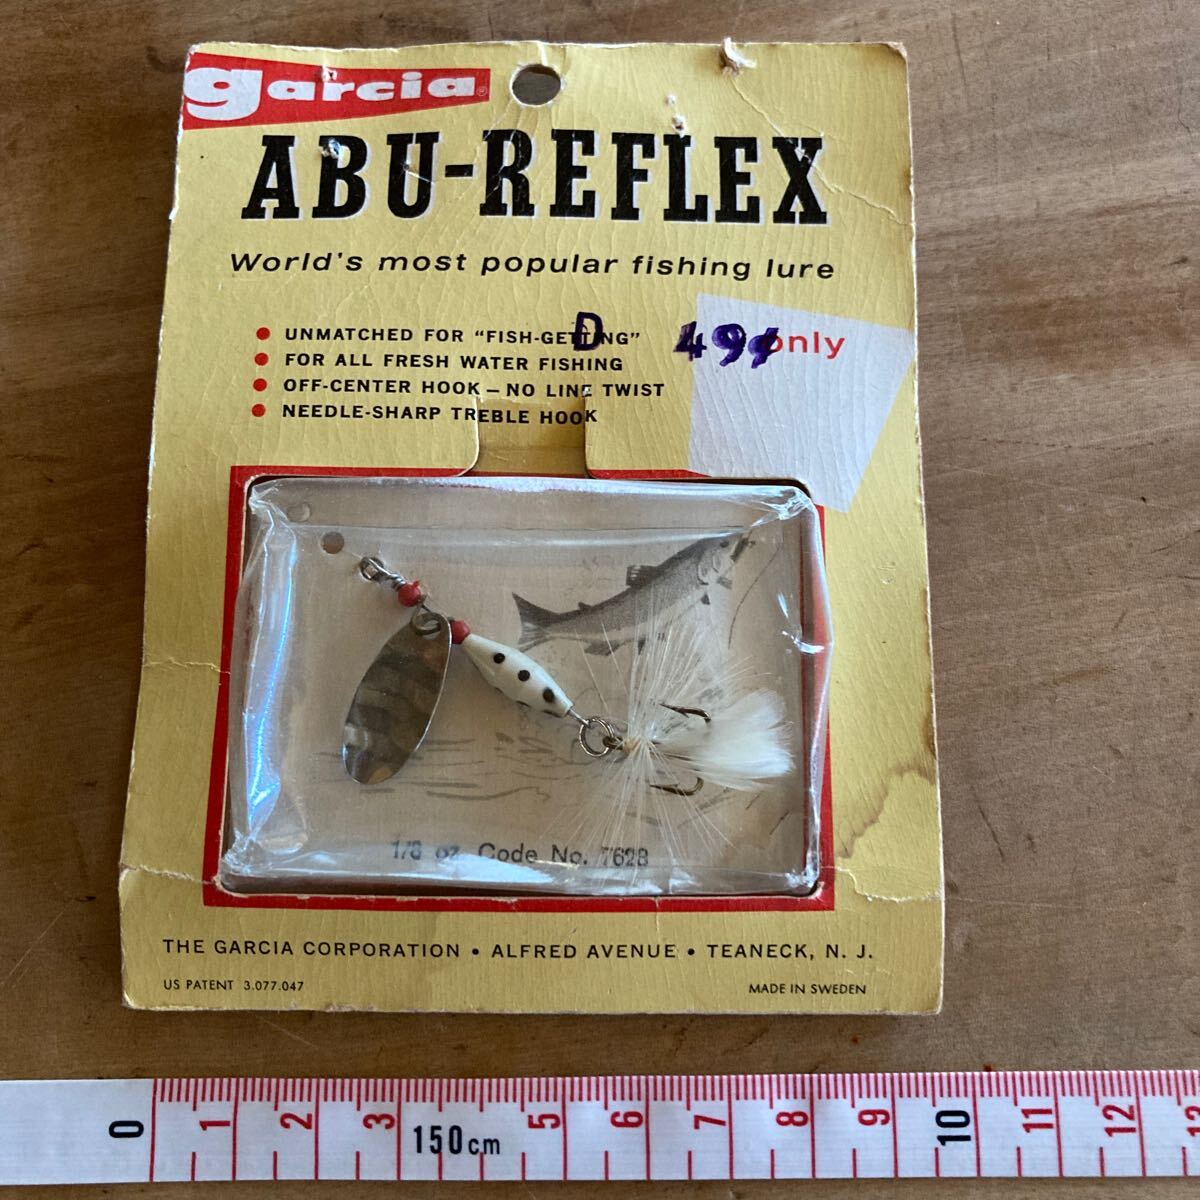 garcia®
ABU-REFLEX
World's most popular fishing lure
• UNMATCHED FOR "FISH-GETTING"
• FOR ALL FRESH WATER FISHING
• OFF-CENTER HOOK – NO LINE TWIST
• NEEDLE-SHARP TREBLE HOOK
D
49¢ only
1/8 oz. Code No. 7628
THE GARCIA CORPORATION • ALFRED AVENUE • TEANECK, N. J.
US PATENT 3.077.047
MADE IN SWEDEN
0 1 2 3 150cm 5 6 7 8 9 10 11 12 13